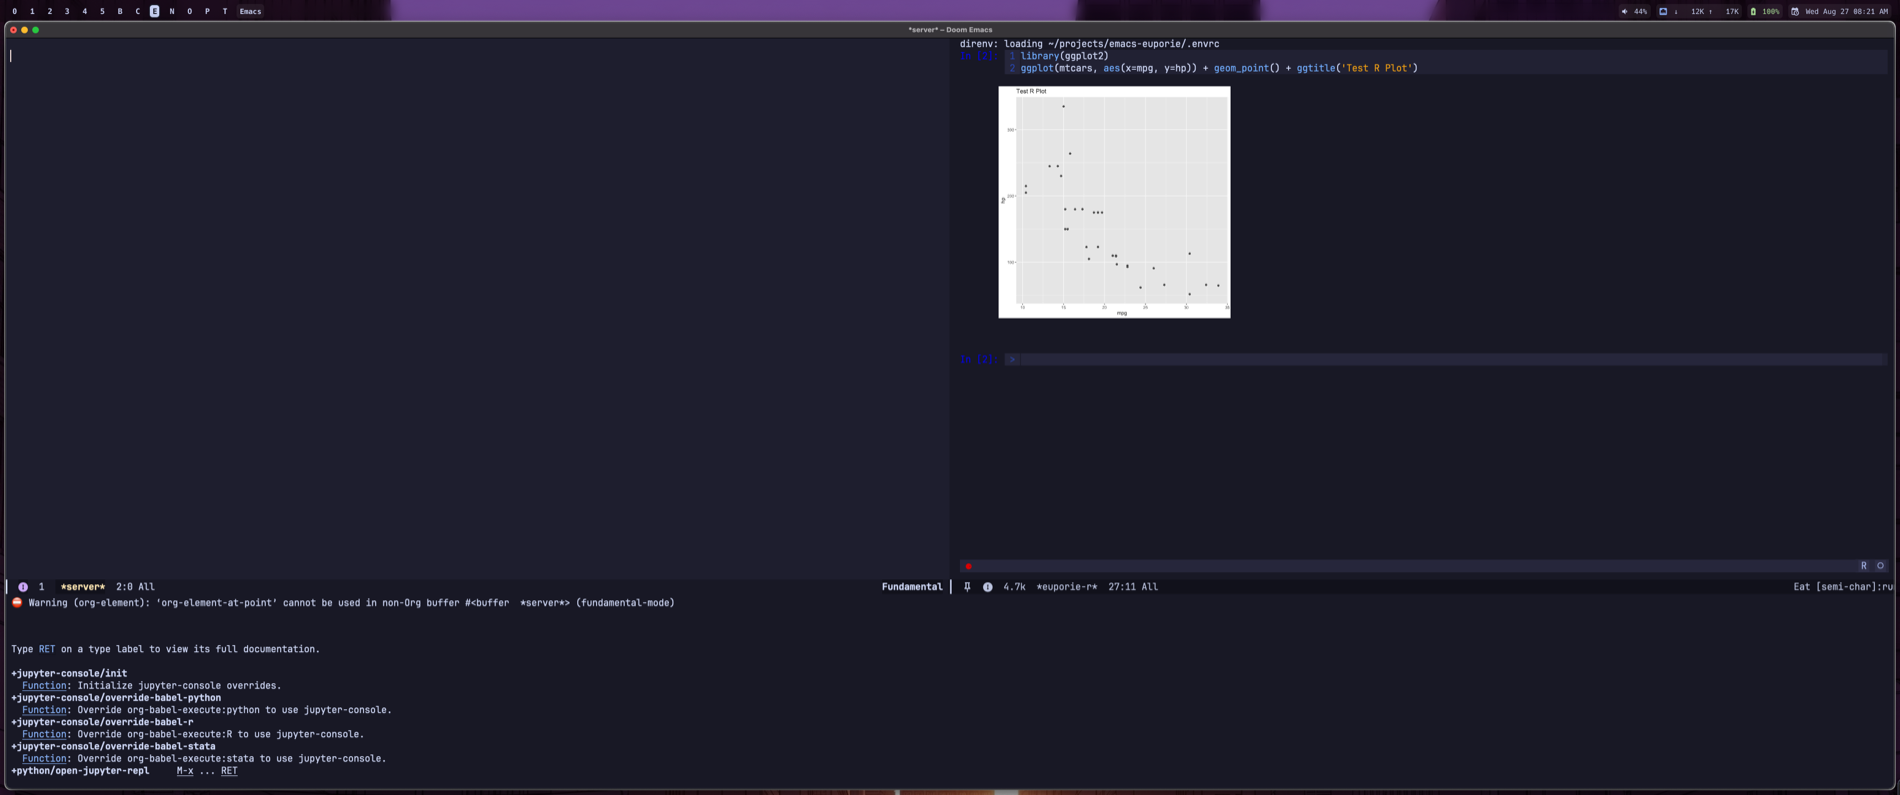 0 1 2 3 4 5 B C E N O P T Emacs
44% ↓ 12K ↑ 17K 100% Wed Aug 27 08:21 AM
*server* – Doom Emacs
direnv: loading ~/projects/emacs-euporie/.envrc
1 library(ggplot2)
2 ggplot(mtcars, aes(x=mpg, y=hp)) + geom_point() + ggtitle('Test R Plot')
Test R Plot
300
200
hp
100
10 15 20 25 30 35
mpg
>
R
1 *server* 2:0 All Fundamental
4.7k *euporie-r* 27:11 All Eat [semi-char]:ru
Warning (org-element): ‘org-element-at-point’ cannot be used in non-Org buffer #<buffer  *server*> (fundamental-mode)
Type RET on a type label to view its full documentation.
+jupyter-console/init
Function: Initialize jupyter-console overrides.
+jupyter-console/override-babel-python
Function: Override org-babel-execute:python to use jupyter-console.
+jupyter-console/override-babel-r
Function: Override org-babel-execute:R to use jupyter-console.
+jupyter-console/override-babel-stata
Function: Override org-babel-execute:stata to use jupyter-console.
+python/open-jupyter-repl M-x ... RET